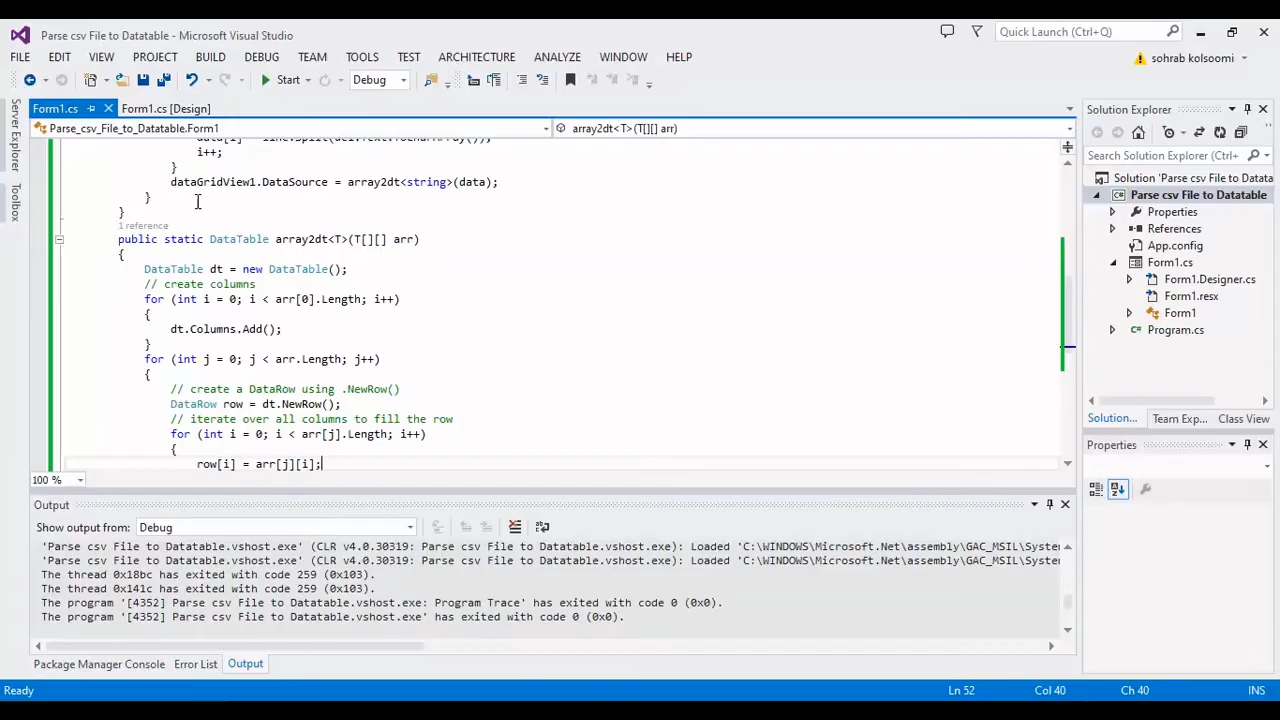 Parse csv File to Datatable - Microsoft Visual Studio
Quick Launch (Ctrl+Q)
FILE EDIT VIEW PROJECT BUILD DEBUG TEAM TOOLS TEST ARCHITECTURE ANALYZE WINDOW HELP
sohrab kolsoomi
Start
Debug
Server Explorer
Toolbox
Form1.cs
Form1.cs [Design]
Parse_csv_File_to_Datatable.Form1
array2dt<T>(T[][] arr)
i++;
}
dataGridView1.DataSource = array2dt<string>(data);
}
}
1 reference
public static DataTable array2dt<T>(T[][] arr)
{
DataTable dt = new DataTable();
// create columns
for (int i = 0; i < arr[0].Length; i++)
{
dt.Columns.Add();
}
for (int j = 0; j < arr.Length; j++)
{
// create a DataRow using .NewRow()
DataRow row = dt.NewRow();
// iterate over all columns to fill the row
for (int i = 0; i < arr[j].Length; i++)
{
row[i] = arr[j][i];
100 %
Solution Explorer
Search Solution Explorer (Ctrl+
Solution 'Parse csv File to Datata
Parse csv File to Datatable
Properties
References
App.config
Form1.cs
Form1.Designer.cs
Form1.resx
Form1
Program.cs
Solution... Team Exp... Class View
Properties
Output
Show output from: Debug
'Parse csv File to Datatable.vshost.exe' (CLR v4.0.30319: Parse csv File to Datatable.vshost.exe): Loaded 'C:\WINDOWS\Microsoft.Net\assembly\GAC_MSIL\System
'Parse csv File to Datatable.vshost.exe' (CLR v4.0.30319: Parse csv File to Datatable.vshost.exe): Loaded 'C:\WINDOWS\Microsoft.Net\assembly\GAC_MSIL\System
The thread 0x18bc has exited with code 259 (0x103).
The thread 0x141c has exited with code 259 (0x103).
The program '[4352] Parse csv File to Datatable.vshost.exe: Program Trace' has exited with code 0 (0x0).
The program '[4352] Parse csv File to Datatable.vshost.exe' has exited with code 0 (0x0).
Package Manager Console Error List Output
Ready
Ln 52
Col 40
Ch 40
INS